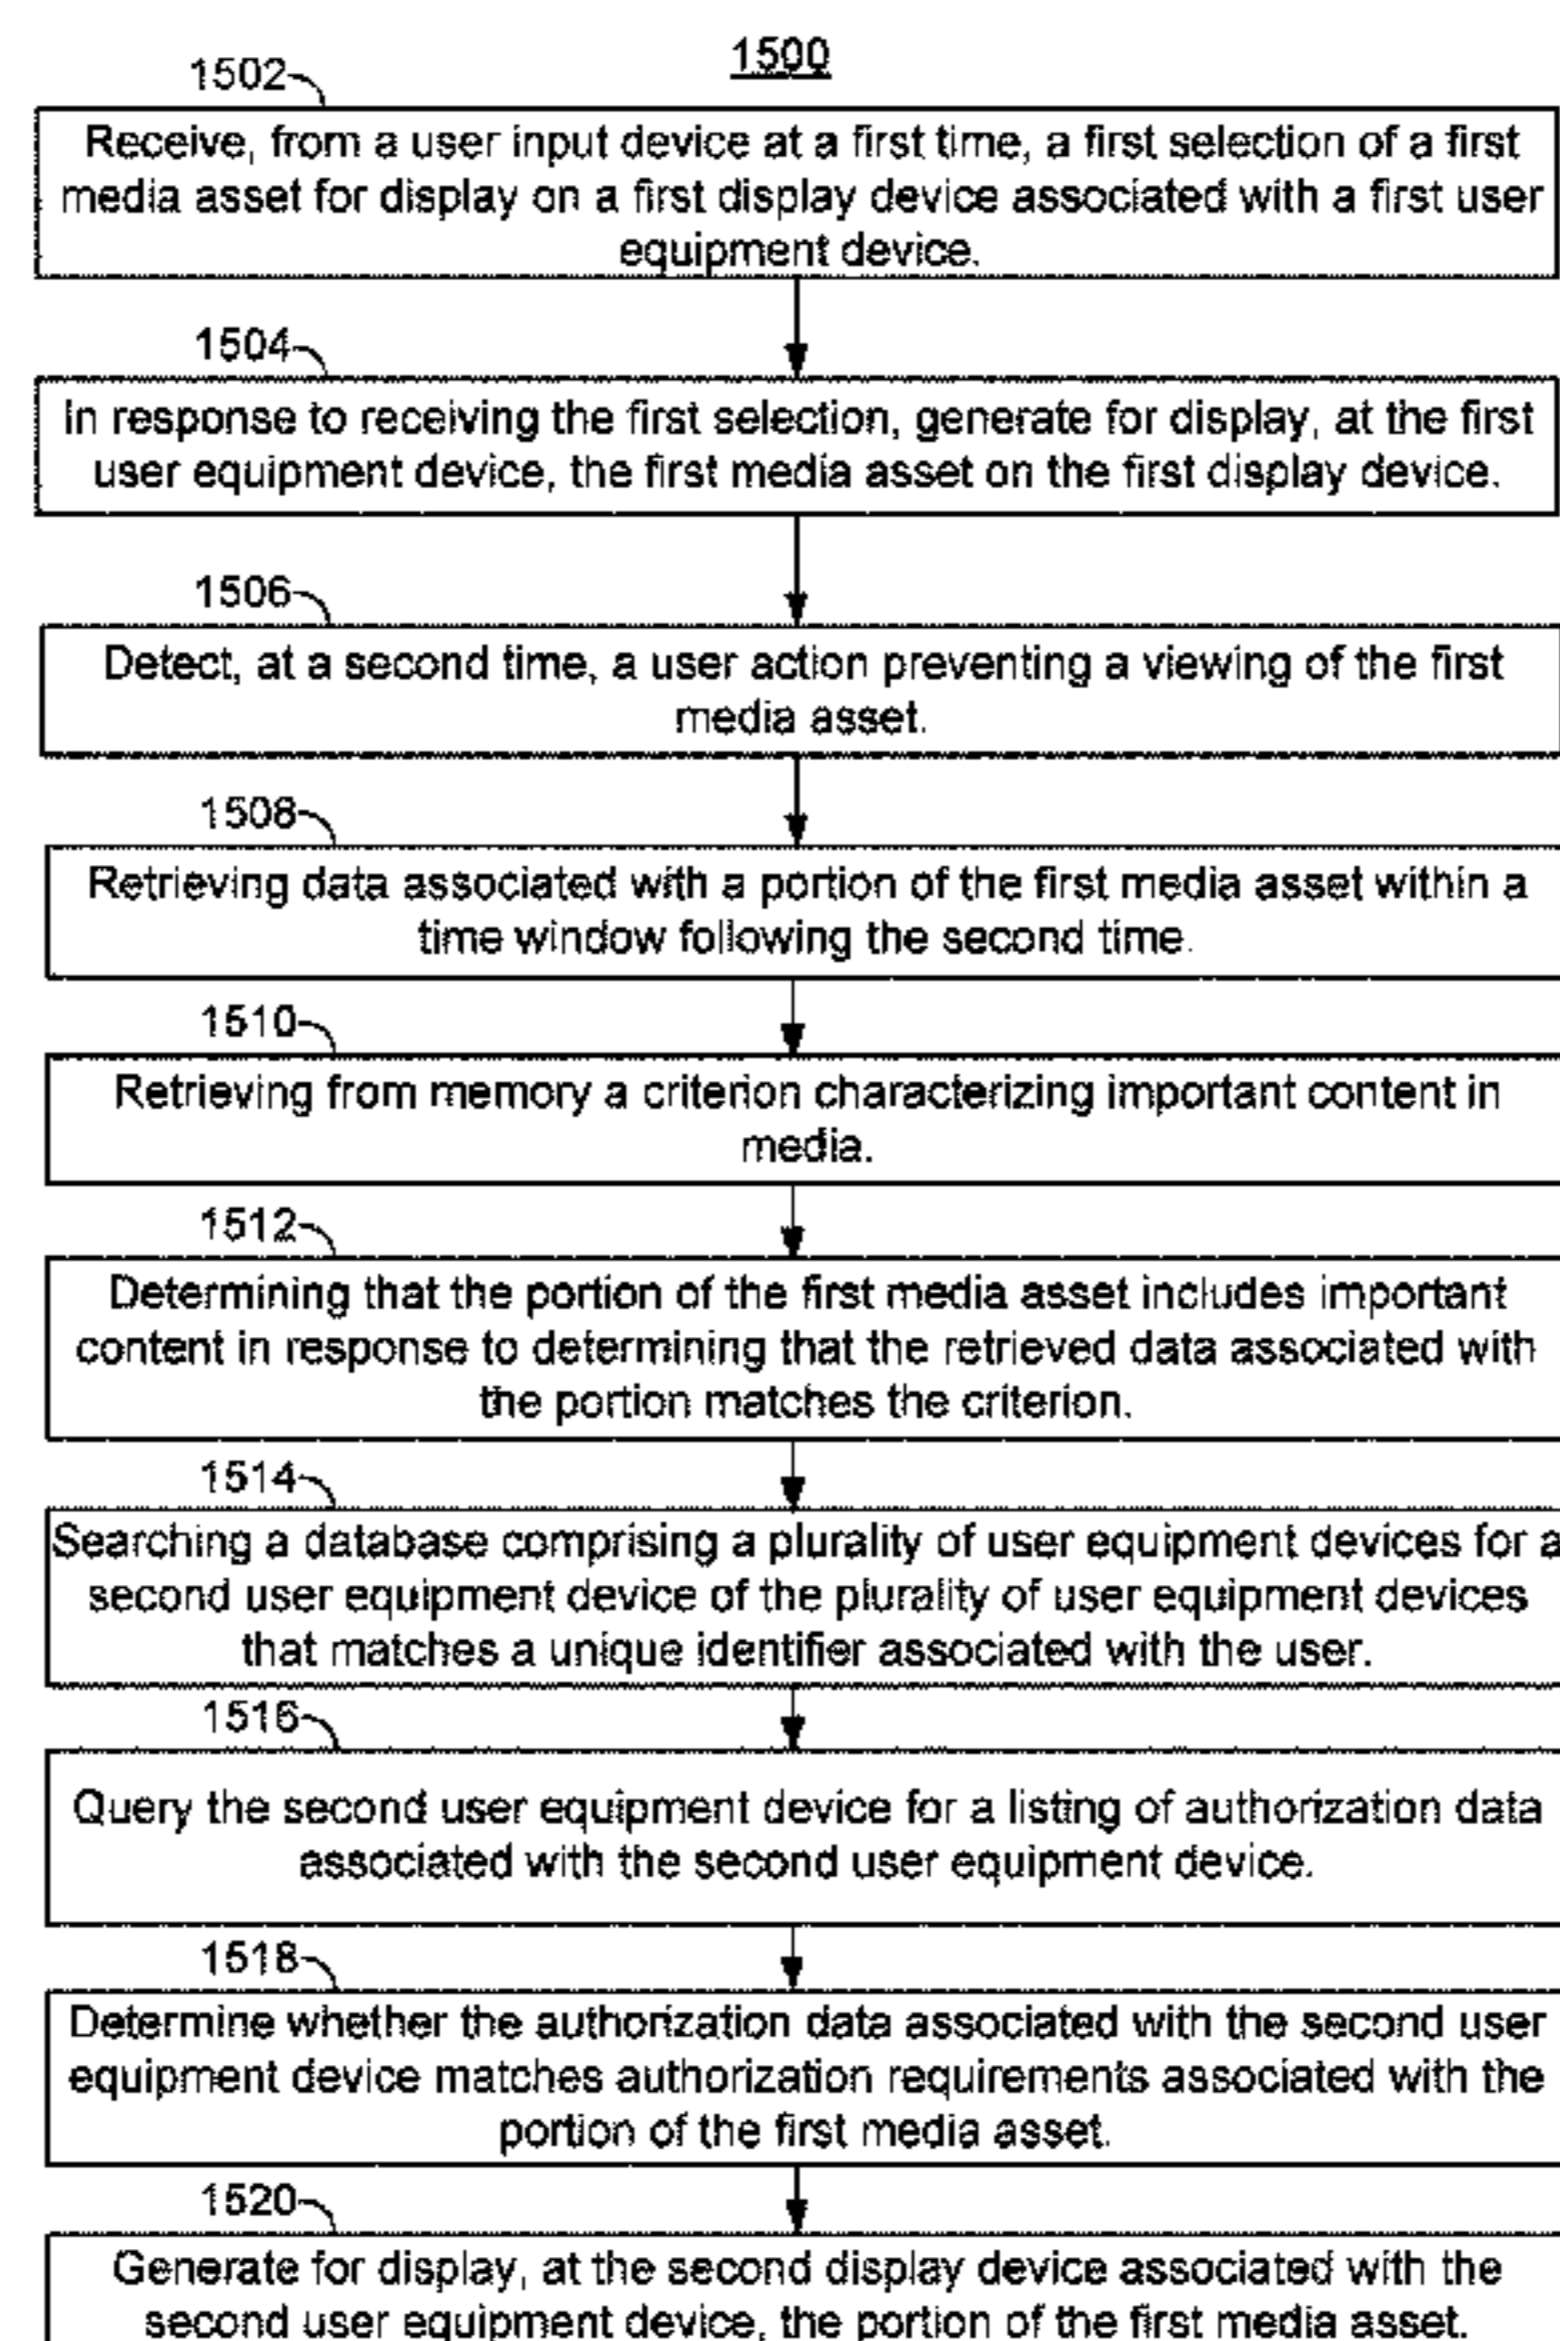 1500
1502
Receive, from a user input device at a first time, a first selection of a first
media asset for display on a first display device associated with a first user
equipment device.
1504
In response to receiving the first selection, generate for display, at the first
user equipment device, the first media asset on the first display device.
1506
Detect, at a second time, a user action preventing a viewing of the first
media asset.
1508
Retrieving data associated with a portion of the first media asset within a
time window following the second time.
1510
Retrieving from memory a criterion characterizing important content in
media.
1512
Determining that the portion of the first media asset includes important
content in response to determining that the retrieved data associated with
the portion matches the criterion.
1514
Searching a database comprising a plurality of user equipment devices for a
second user equipment device of the plurality of user equipment devices
that matches a unique identifier associated with the user.
1516
Query the second user equipment device for a listing of authorization data
associated with the second user equipment device.
1518
Determine whether the authorization data associated with the second user
equipment device matches authorization requirements associated with the
portion of the first media asset.
1520
Generate for display, at the second display device associated with the
second user equipment device, the portion of the first media asset.